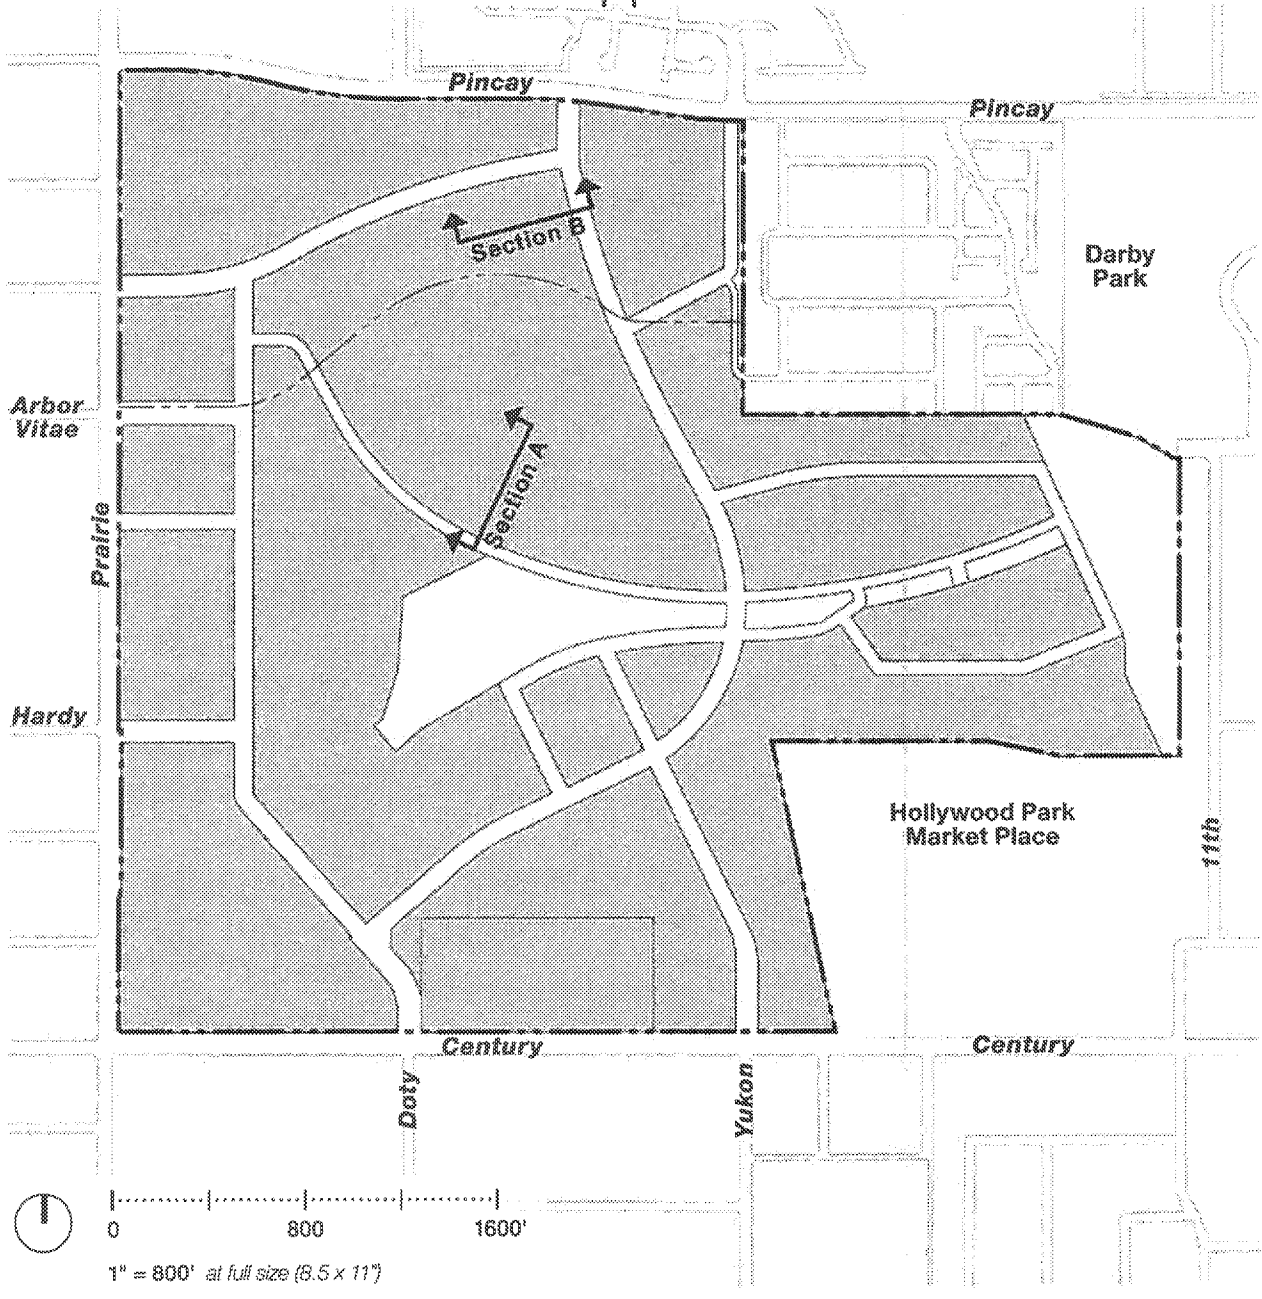 Pincay
Pincay
Section B
Darby
Park
Arbor
Vitae
Section A
Prairie
Hardy
Hollywood Park
Market Place
11th
Century
Century
Doty
Yukon
0 800 1600'
1" = 800' at full size (8.5 x 11")